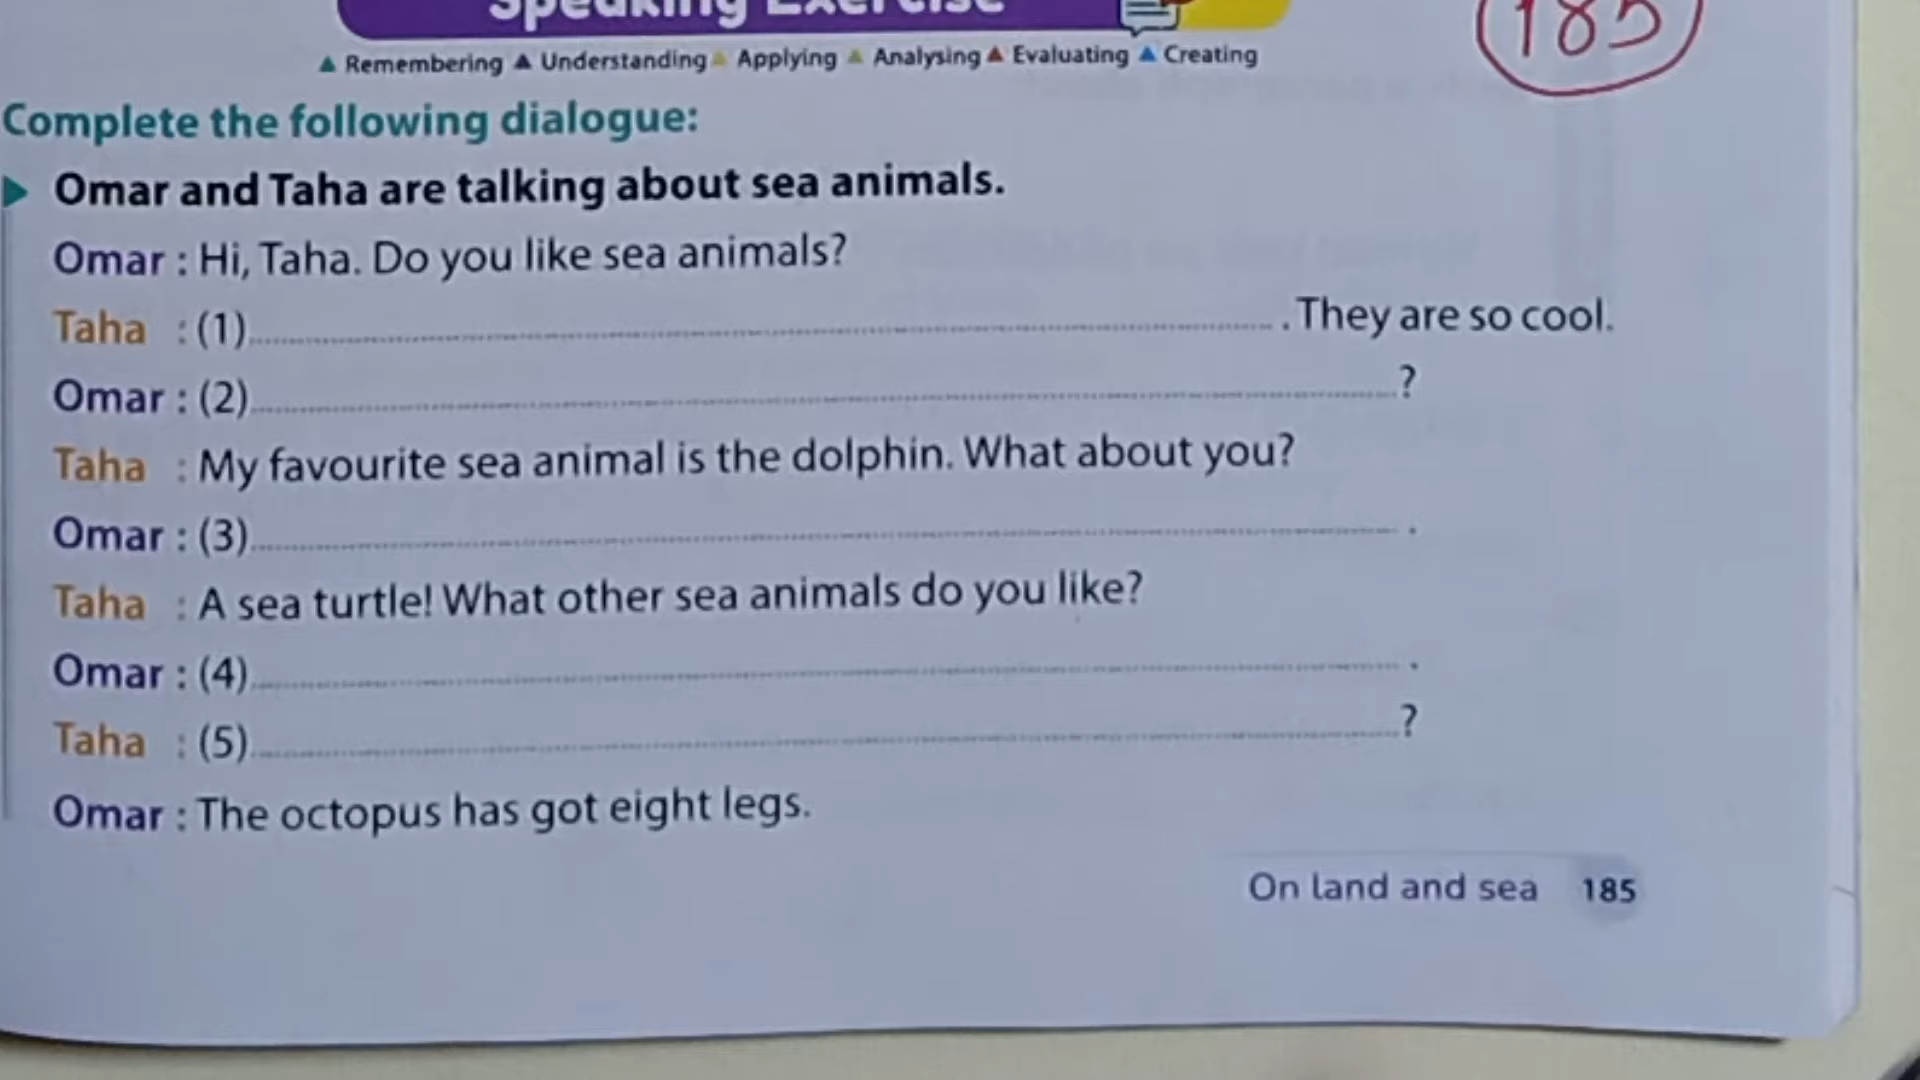 Speaking Exercise
185
▲ Remembering ▲ Understanding ▲ Applying ▲ Analysing ▲ Evaluating ▲ Creating
Complete the following dialogue:
▶ Omar and Taha are talking about sea animals.
Omar : Hi, Taha. Do you like sea animals?
Taha : (1)........................................ . They are so cool.
Omar : (2)........................................?
Taha : My favourite sea animal is the dolphin. What about you?
Omar : (3)........................................ .
Taha : A sea turtle! What other sea animals do you like?
Omar : (4)........................................ .
Taha : (5)........................................?
Omar : The octopus has got eight legs.
On land and sea 185